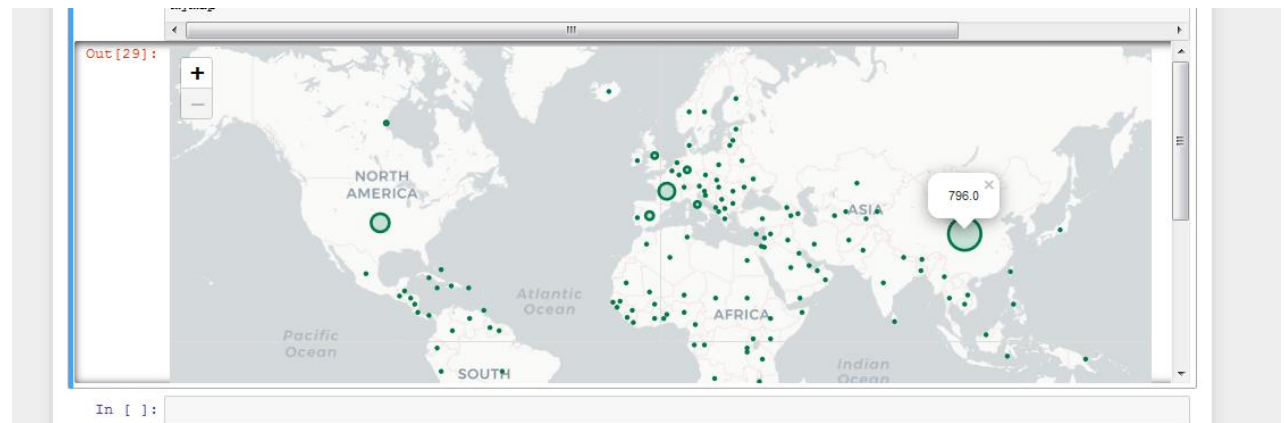 Out[29]:
+
−
NORTH
AMERICA
796.0
×
ASIA
Atlantic
Ocean
AFRICA
Pacific
Ocean
Indian
Ocean
SOUTH
In [ ]: